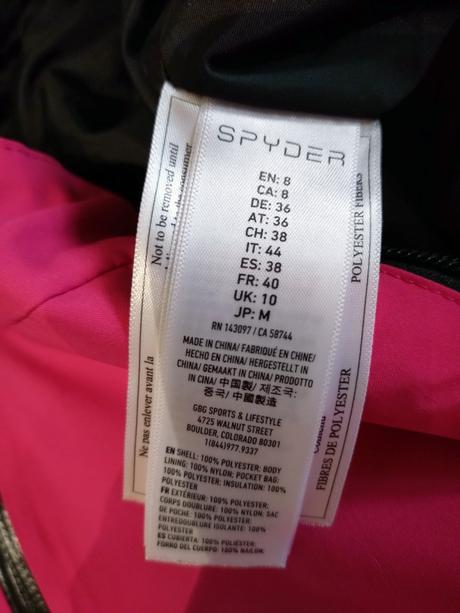 SPYDER
EN: 8
CA: 8
DE: 36
AT: 36
CH: 38
IT: 44
ES: 38
FR: 40
UK: 10
JP: M
RN 143097 / CA 58744
MADE IN CHINA/ FABRIQUÉ EN CHINE/
HECHO EN CHINA/ HERGESTELLT IN
CHINA/ GEMAAKT IN CHINA/ PRODOTTO
IN CINA/ 中国製/ 제조국:
중국/ 中國製造
GBG SPORTS & LIFESTYLE
4725 WALNUT STREET
BOULDER, COLORADO 80301
1(844)977.9337
EN SHELL: 100% POLYESTER; BODY
LINING: 100% NYLON; POCKET BAG:
100% POLYESTER; INSULATION: 100%
POLYESTER
FR EXTÉRIEUR: 100% POLYESTER;
CORPS DOUBLURE: 100% NYLON; SAC
DE POCHE: 100% POLYESTER;
ENTREDOUBLURE ISOLANTE: 100%
POLYESTER
ES CUBIERTA: 100% POLIÉSTER;
FORRO DEL CUERPO: 100% NAILON;
Not to be removed until
consumer
Ne pas enlever avant la
POLYESTER FIBERS
FIBRES DE POLYESTER